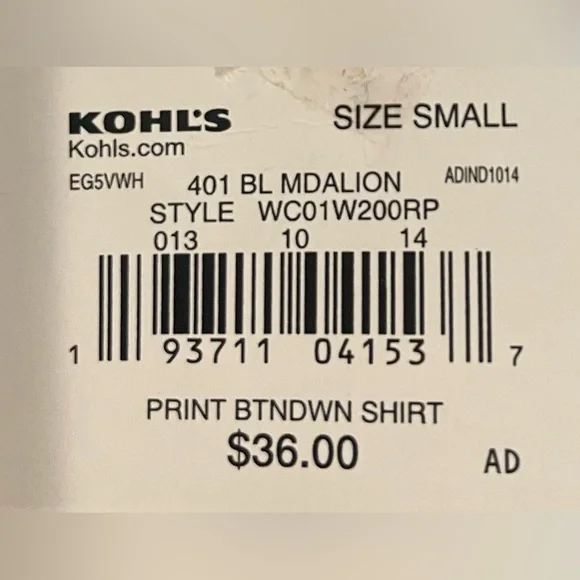 KOHL'S SIZE SMALL
Kohls.com
EG5VWH 401 BL MDALION ADIND1014
STYLE WC01W200RP
013 10 14
1 93711 04153 7
PRINT BTNDWN SHIRT
$36.00
AD